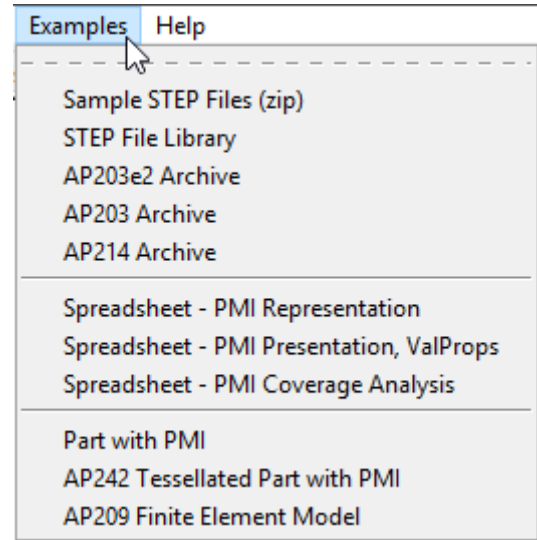 Examples Help
Sample STEP Files (zip)
STEP File Library
AP203e2 Archive
AP203 Archive
AP214 Archive
Spreadsheet - PMI Representation
Spreadsheet - PMI Presentation, ValProps
Spreadsheet - PMI Coverage Analysis
Part with PMI
AP242 Tessellated Part with PMI
AP209 Finite Element Model